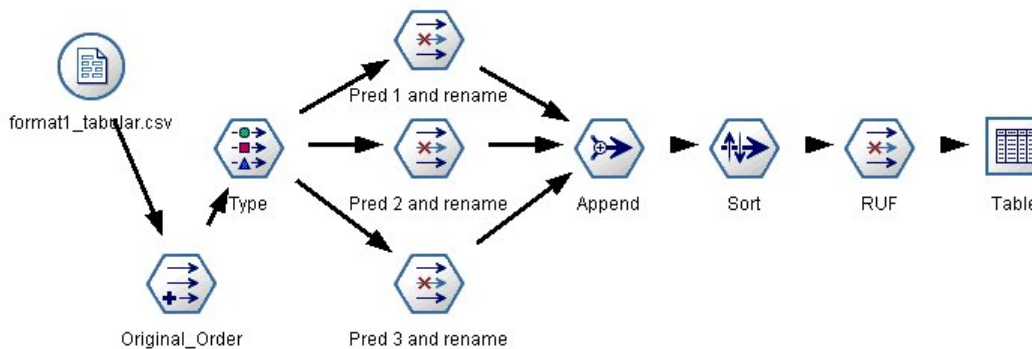 Pred 1 and rename
format1_tabular.csv
Type
Pred 2 and rename
Append
Sort
RUF
Table
Original_Order
Pred 3 and rename